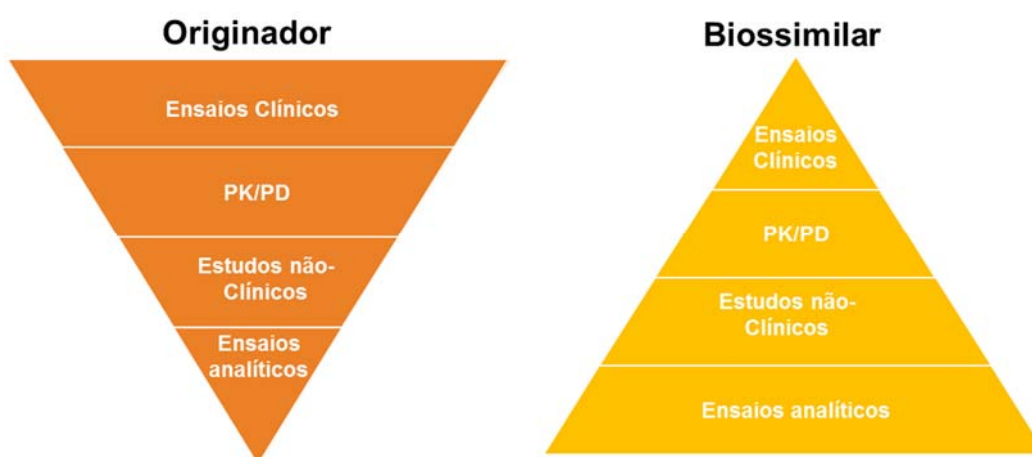 Originador
Ensaios Clínicos
PK/PD
Estudos não-
Clínicos
Ensaios
analíticos
Biossimilar
Ensaios
Clínicos
PK/PD
Estudos não-
Clínicos
Ensaios analíticos